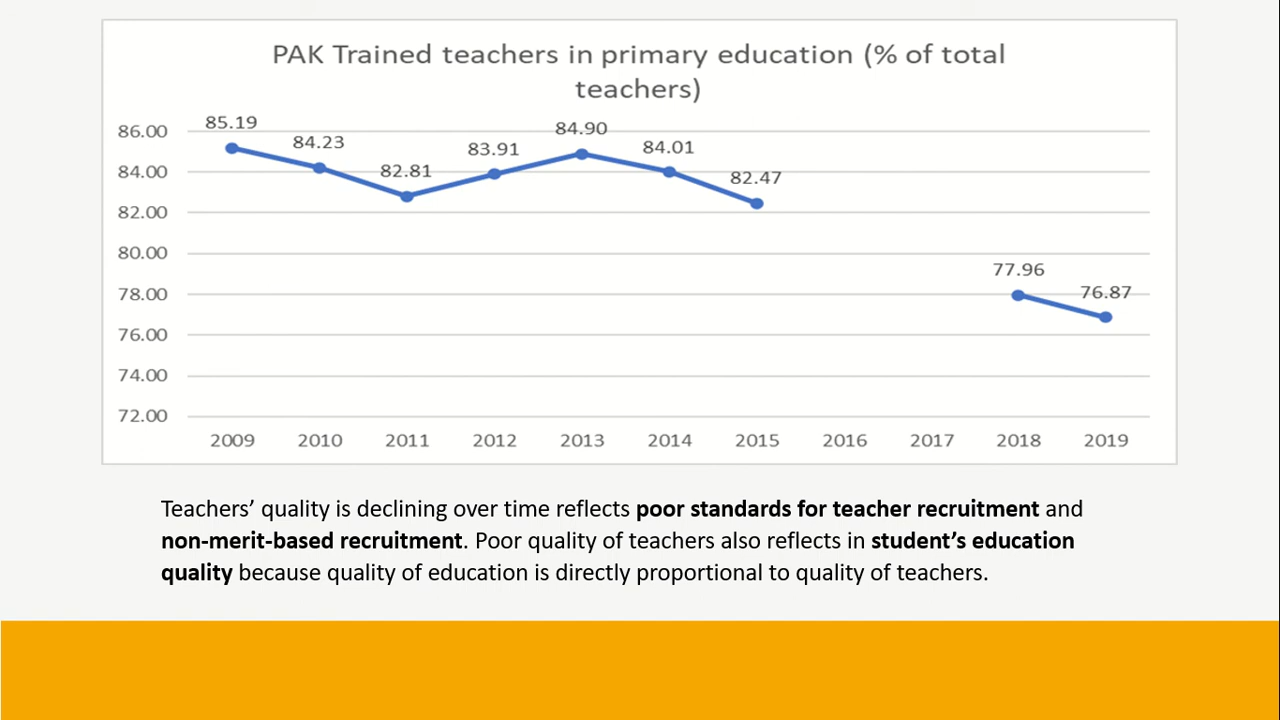 PAK Trained teachers in primary education (% of total
teachers)
86.00
84.00
82.00
80.00
78.00
76.00
74.00
72.00
85.19
84.23
82.81
83.91
84.90
84.01
82.47
77.96
76.87
2009 2010 2011 2012 2013 2014 2015 2016 2017 2018 2019
Teachers’ quality is declining over time reflects poor standards for teacher recruitment and
non-merit-based recruitment. Poor quality of teachers also reflects in student’s education
quality because quality of education is directly proportional to quality of teachers.